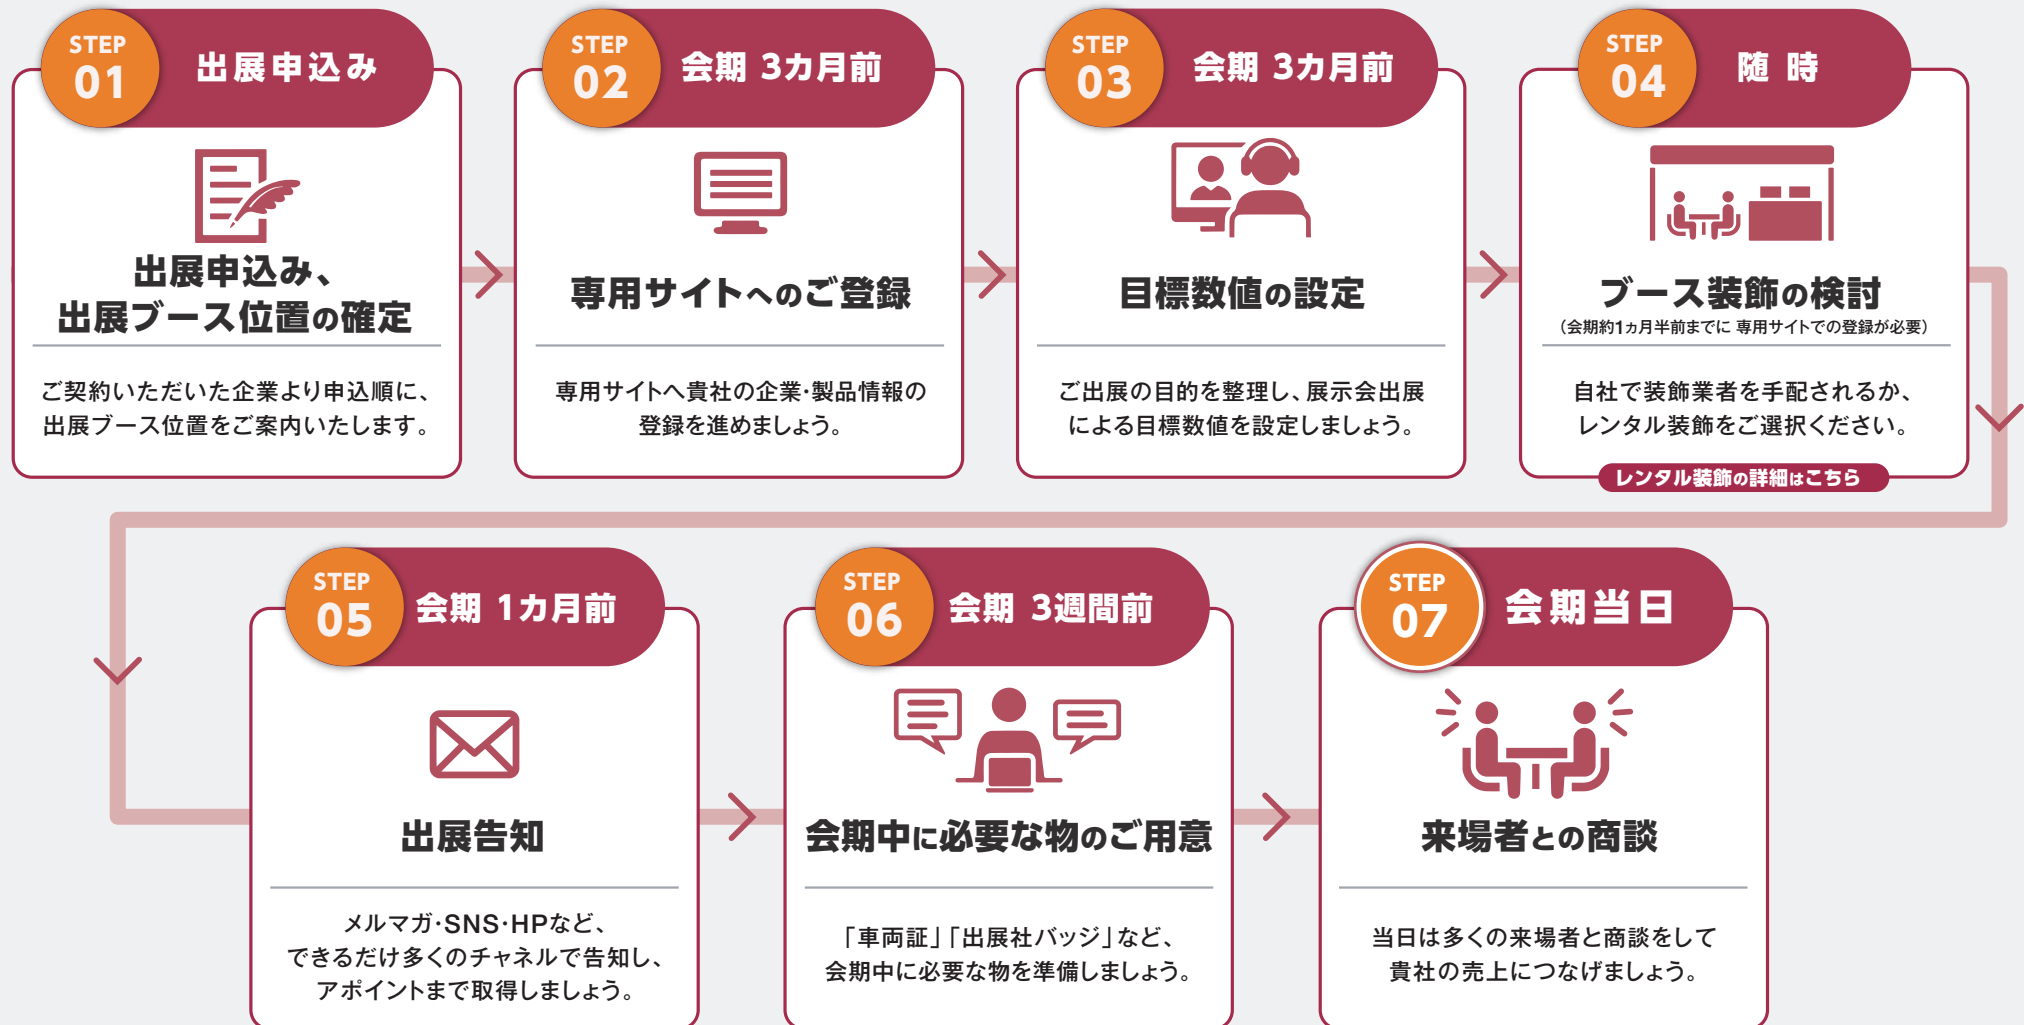 STEP
01
出展申込み
出展申込み、
出展ブース位置の確定
ご契約いただいた企業より申込順に、
出展ブース位置をご案内いたします。
STEP
02
会期 3カ月前
専用サイトへのご登録
専用サイトへ貴社の企業・製品情報の
登録を進めましょう。
STEP
03
会期 3カ月前
目標数値の設定
ご出展の目的を整理し、展示会出展
による目標数値を設定しましょう。
STEP
04
随 時
ブース装飾の検討
（会期約1ヵ月半前までに 専用サイトでの登録が必要）
自社で装飾業者を手配されるか、
レンタル装飾をご選択ください。
レンタル装飾の詳細はこちら
STEP
05
会期 1カ月前
出展告知
メルマガ・SNS・HPなど、
できるだけ多くのチャネルで告知し、
アポイントまで取得しましょう。
STEP
06
会期 3週間前
会期中に必要な物のご用意
「車両証」「出展社バッジ」など、
会期中に必要な物を準備しましょう。
STEP
07
会期当日
来場者との商談
当日は多くの来場者と商談をして
貴社の売上につなげましょう。